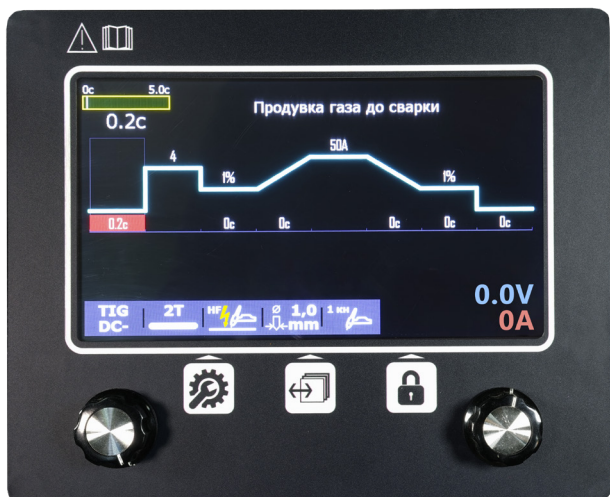 0с 5.0с
Продувка газа до сварки
0.2с
4 1% 50A 1%
0.2с 0с 0с 0с 0с 0с
0.0V
0A
TIG DC-
2T
HF
Ø 1,0 mm
1 кн